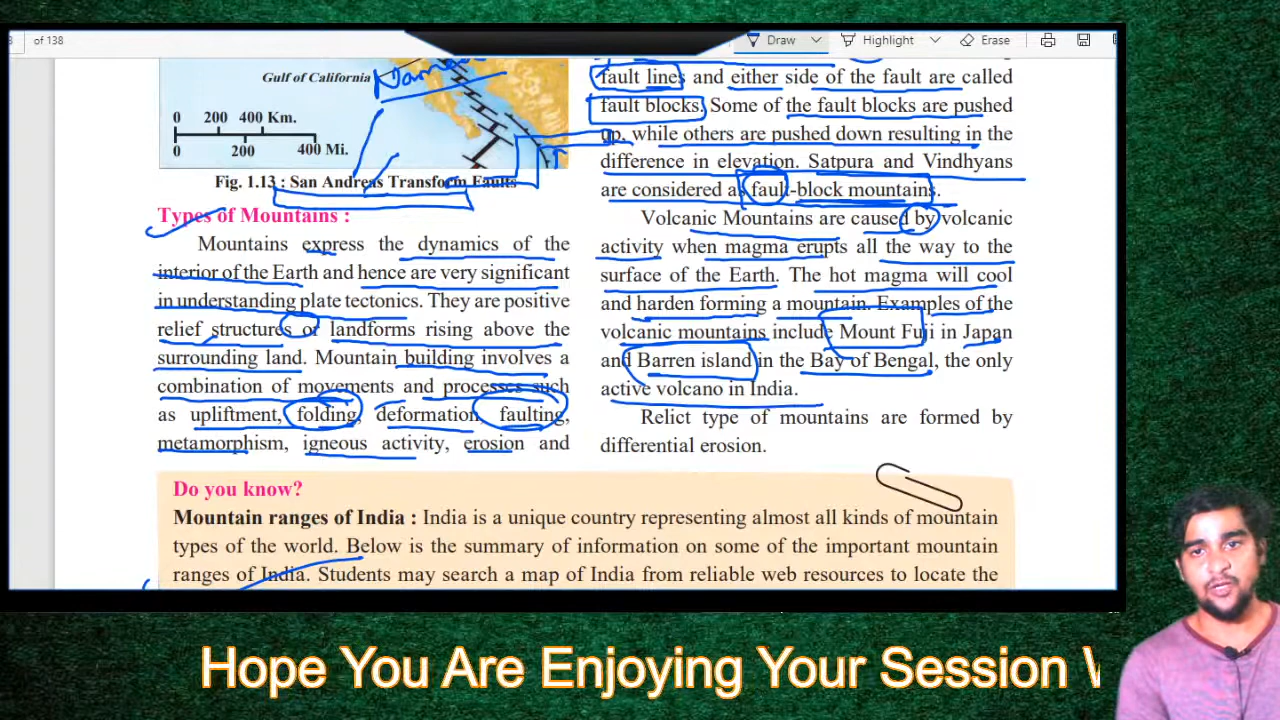 of 138
Draw
Highlight
Erase
Gulf of California
0 200 400 Km.
0 200 400 Mi.
Fig. 1.13 : San Andreas Transform Faults
Types of Mountains :
Mountains express the dynamics of the
interior of the Earth and hence are very significant
in understanding plate tectonics. They are positive
relief structures or landforms rising above the
surrounding land. Mountain building involves a
combination of movements and processes such
as upliftment, folding, deformation, faulting,
metamorphism, igneous activity, erosion and
fault lines and either side of the fault are called
fault blocks. Some of the fault blocks are pushed
up, while others are pushed down resulting in the
difference in elevation. Satpura and Vindhyans
are considered as fault-block mountains.
Volcanic Mountains are caused by volcanic
activity when magma erupts all the way to the
surface of the Earth. The hot magma will cool
and harden forming a mountain. Examples of the
volcanic mountains include Mount Fuji in Japan
and Barren island in the Bay of Bengal, the only
active volcano in India.
Relict type of mountains are formed by
differential erosion.
Do you know?
Mountain ranges of India : India is a unique country representing almost all kinds of mountain
types of the world. Below is the summary of information on some of the important mountain
ranges of India. Students may search a map of India from reliable web resources to locate the
Hope You Are Enjoying Your Session